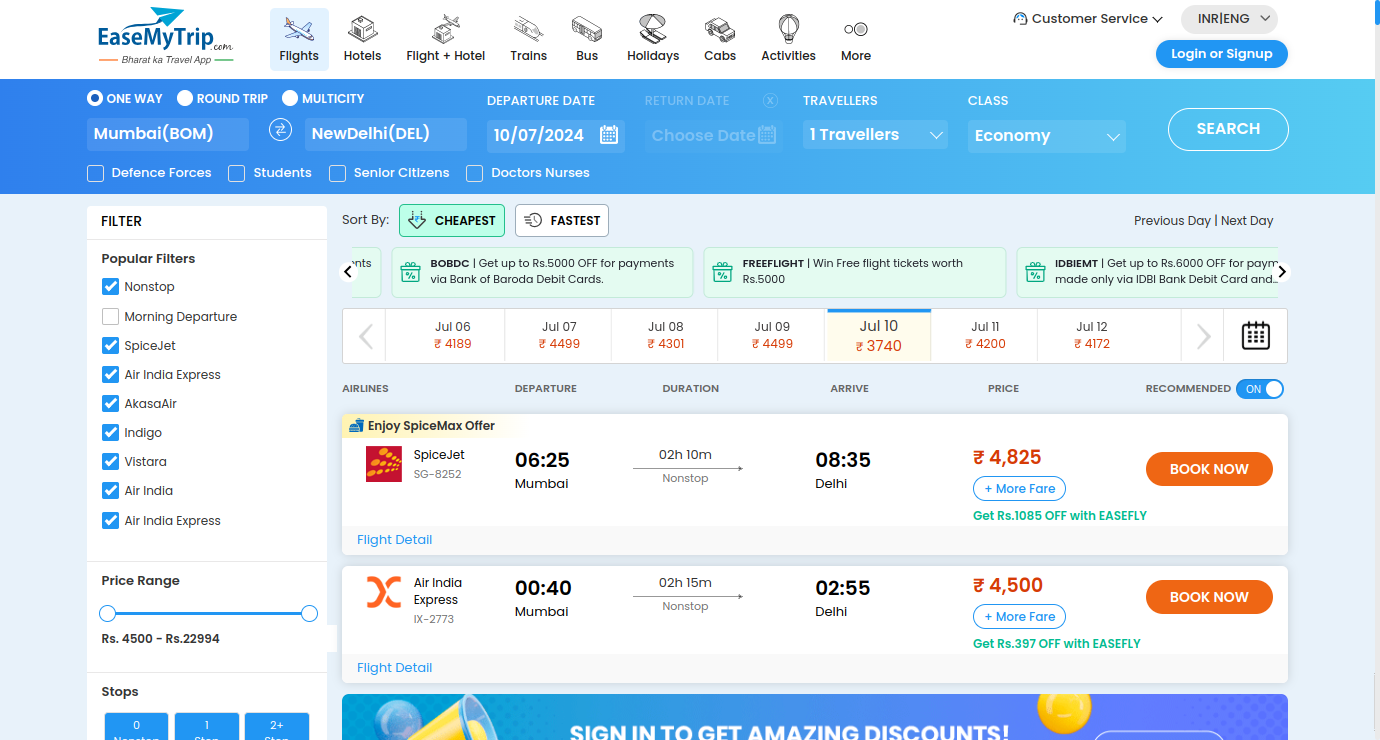 EaseMyTrip.com
Bharat ka Travel App
Flights
Hotels
Flight + Hotel
Trains
Bus
Holidays
Cabs
Activities
More
Customer Service
INR|ENG
Login or Signup
ONE WAY
ROUND TRIP
MULTICITY
DEPARTURE DATE
RETURN DATE
X
TRAVELLERS
CLASS
Mumbai(BOM)
NewDelhi(DEL)
10/07/2024
Choose Date
1 Travellers
Economy
SEARCH
Defence Forces
Students
Senior Citizens
Doctors Nurses
FILTER
Popular Filters
Nonstop
Morning Departure
SpiceJet
Air India Express
AkasaAir
Indigo
Vistara
Air India
Air India Express
Price Range
Rs. 4500 - Rs.22994
Stops
0
Nonstop
1
Stop
2+
Stop
Sort By:
CHEAPEST
FASTEST
Previous Day | Next Day
nts
BOBDC | Get up to Rs.5000 OFF for payments
via Bank of Baroda Debit Cards.
FREEFLIGHT | Win Free flight tickets worth
Rs.5000
IDBIEMT | Get up to Rs.6000 OFF for paym
made only via IDBI Bank Debit Card and...
Jul 06
₹ 4189
Jul 07
₹ 4499
Jul 08
₹ 4301
Jul 09
₹ 4499
Jul 10
₹ 3740
Jul 11
₹ 4200
Jul 12
₹ 4172
AIRLINES
DEPARTURE
DURATION
ARRIVE
PRICE
RECOMMENDED
ON
Enjoy SpiceMax Offer
SpiceJet
SG-8252
06:25
Mumbai
02h 10m
Nonstop
08:35
Delhi
₹ 4,825
+ More Fare
Get Rs.1085 OFF with EASEFLY
BOOK NOW
Flight Detail
Air India
Express
IX-2773
00:40
Mumbai
02h 15m
Nonstop
02:55
Delhi
₹ 4,500
+ More Fare
Get Rs.397 OFF with EASEFLY
BOOK NOW
Flight Detail
SIGN IN TO GET AMAZING DISCOUNTS!